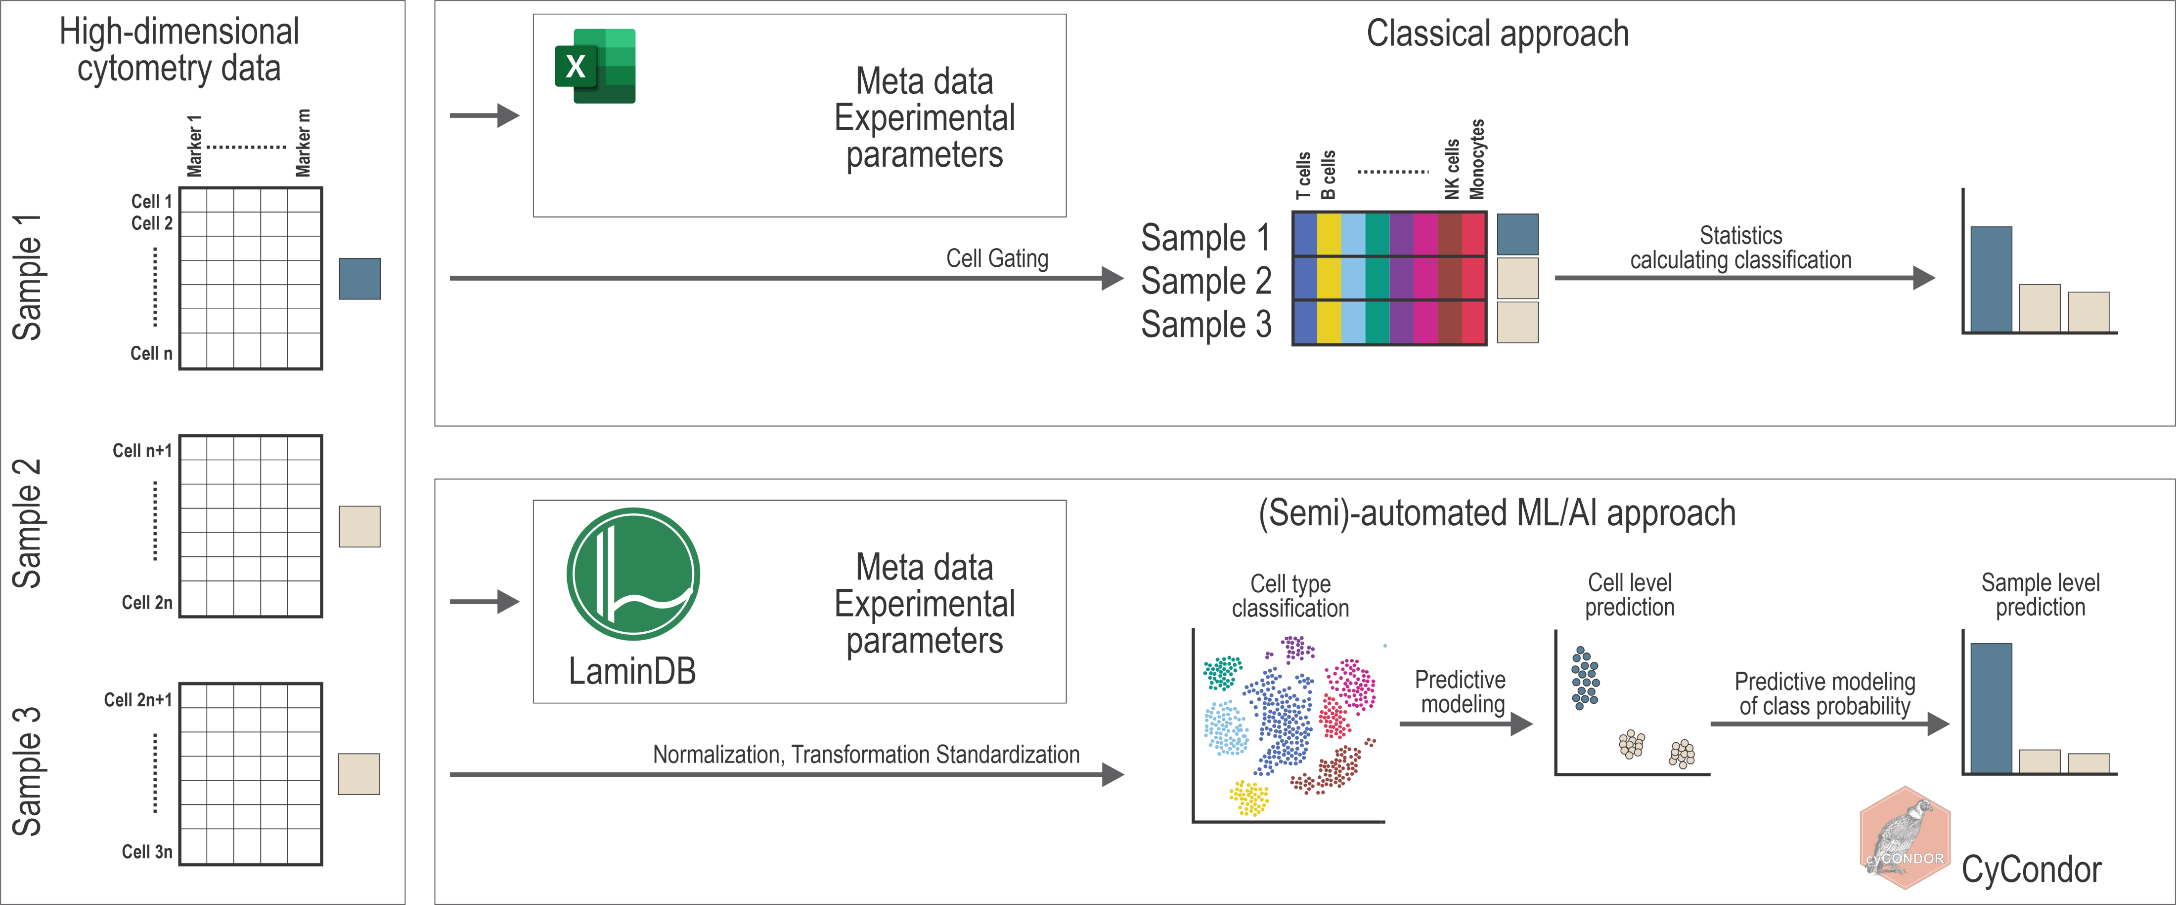 High-dimensional
cytometry data
Marker 1
Marker m
Sample 1
Cell 1
Cell 2
Cell n
Sample 2
Cell n+1
Cell 2n
Sample 3
Cell 2n+1
Cell 3n
Classical approach
X
Meta data
Experimental
parameters
Cell Gating
T cells
B cells
NK cells
Monocytes
Sample 1
Sample 2
Sample 3
Statistics
calculating classification
(Semi)-automated ML/AI approach
LaminDB
Meta data
Experimental
parameters
Normalization, Transformation Standardization
Cell type
classification
Predictive
modeling
Cell level
prediction
Predictive modeling
of class probability
Sample level
prediction
cyCONDOR
CyCondor